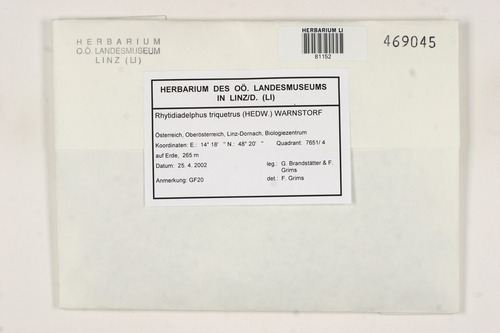 HERBARIUM
O.Ö. LANDESMUSEUM
LINZ (LI)
HERBARIUM LI
81152
469045
HERBARIUM DES OÖ. LANDESMUSEUMS
IN LINZ/D. (LI)
Rhytidiadelphus triquetrus (HEDW.) WARNSTORF
Österreich, Oberösterreich, Linz-Dornach, Biologiezentrum
Koordinaten: E.: 14° 18' " N.: 48° 20' " Quadrant: 7651/ 4
auf Erde, 265 m
Datum: 25. 4. 2002 leg.: G. Brandstätter & F.
Grims
Anmerkung: GF20 det.: F. Grims